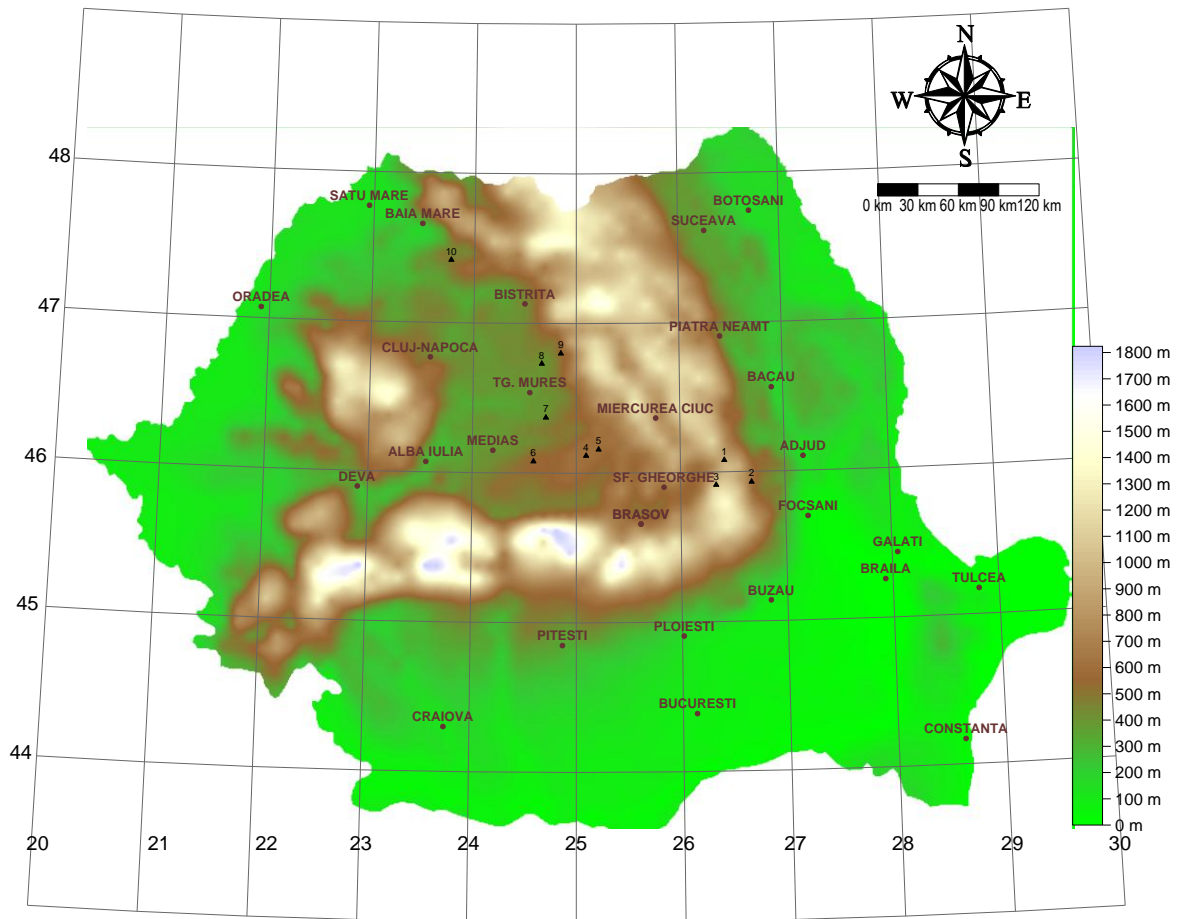 N
W E
S
0 km 30 km 60 km 90 km 120 km
48
SATU MARE
BAIA MARE
BOTOSANI
SUCEAVA
10
47
ORADEA
BISTRITA
PIATRA NEAMT
CLUJ-NAPOCA
9
8
TG. MURES
BACAU
7
MIERCUREA CIUC
46
ALBA IULIA
MEDIAS
6
4
5
1
ADJUD
DEVA
SF. GHEORGHE
3
2
FOCSANI
BRASOV
GALATI
BRAILA
TULCEA
45
BUZAU
PITESTI
PLOIESTI
BUCURESTI
CRAIOVA
CONSTANTA
44
1800 m
1700 m
1600 m
1500 m
1400 m
1300 m
1200 m
1100 m
1000 m
900 m
800 m
700 m
600 m
500 m
400 m
300 m
200 m
100 m
0 m
20 21 22 23 24 25 26 27 28 29 30